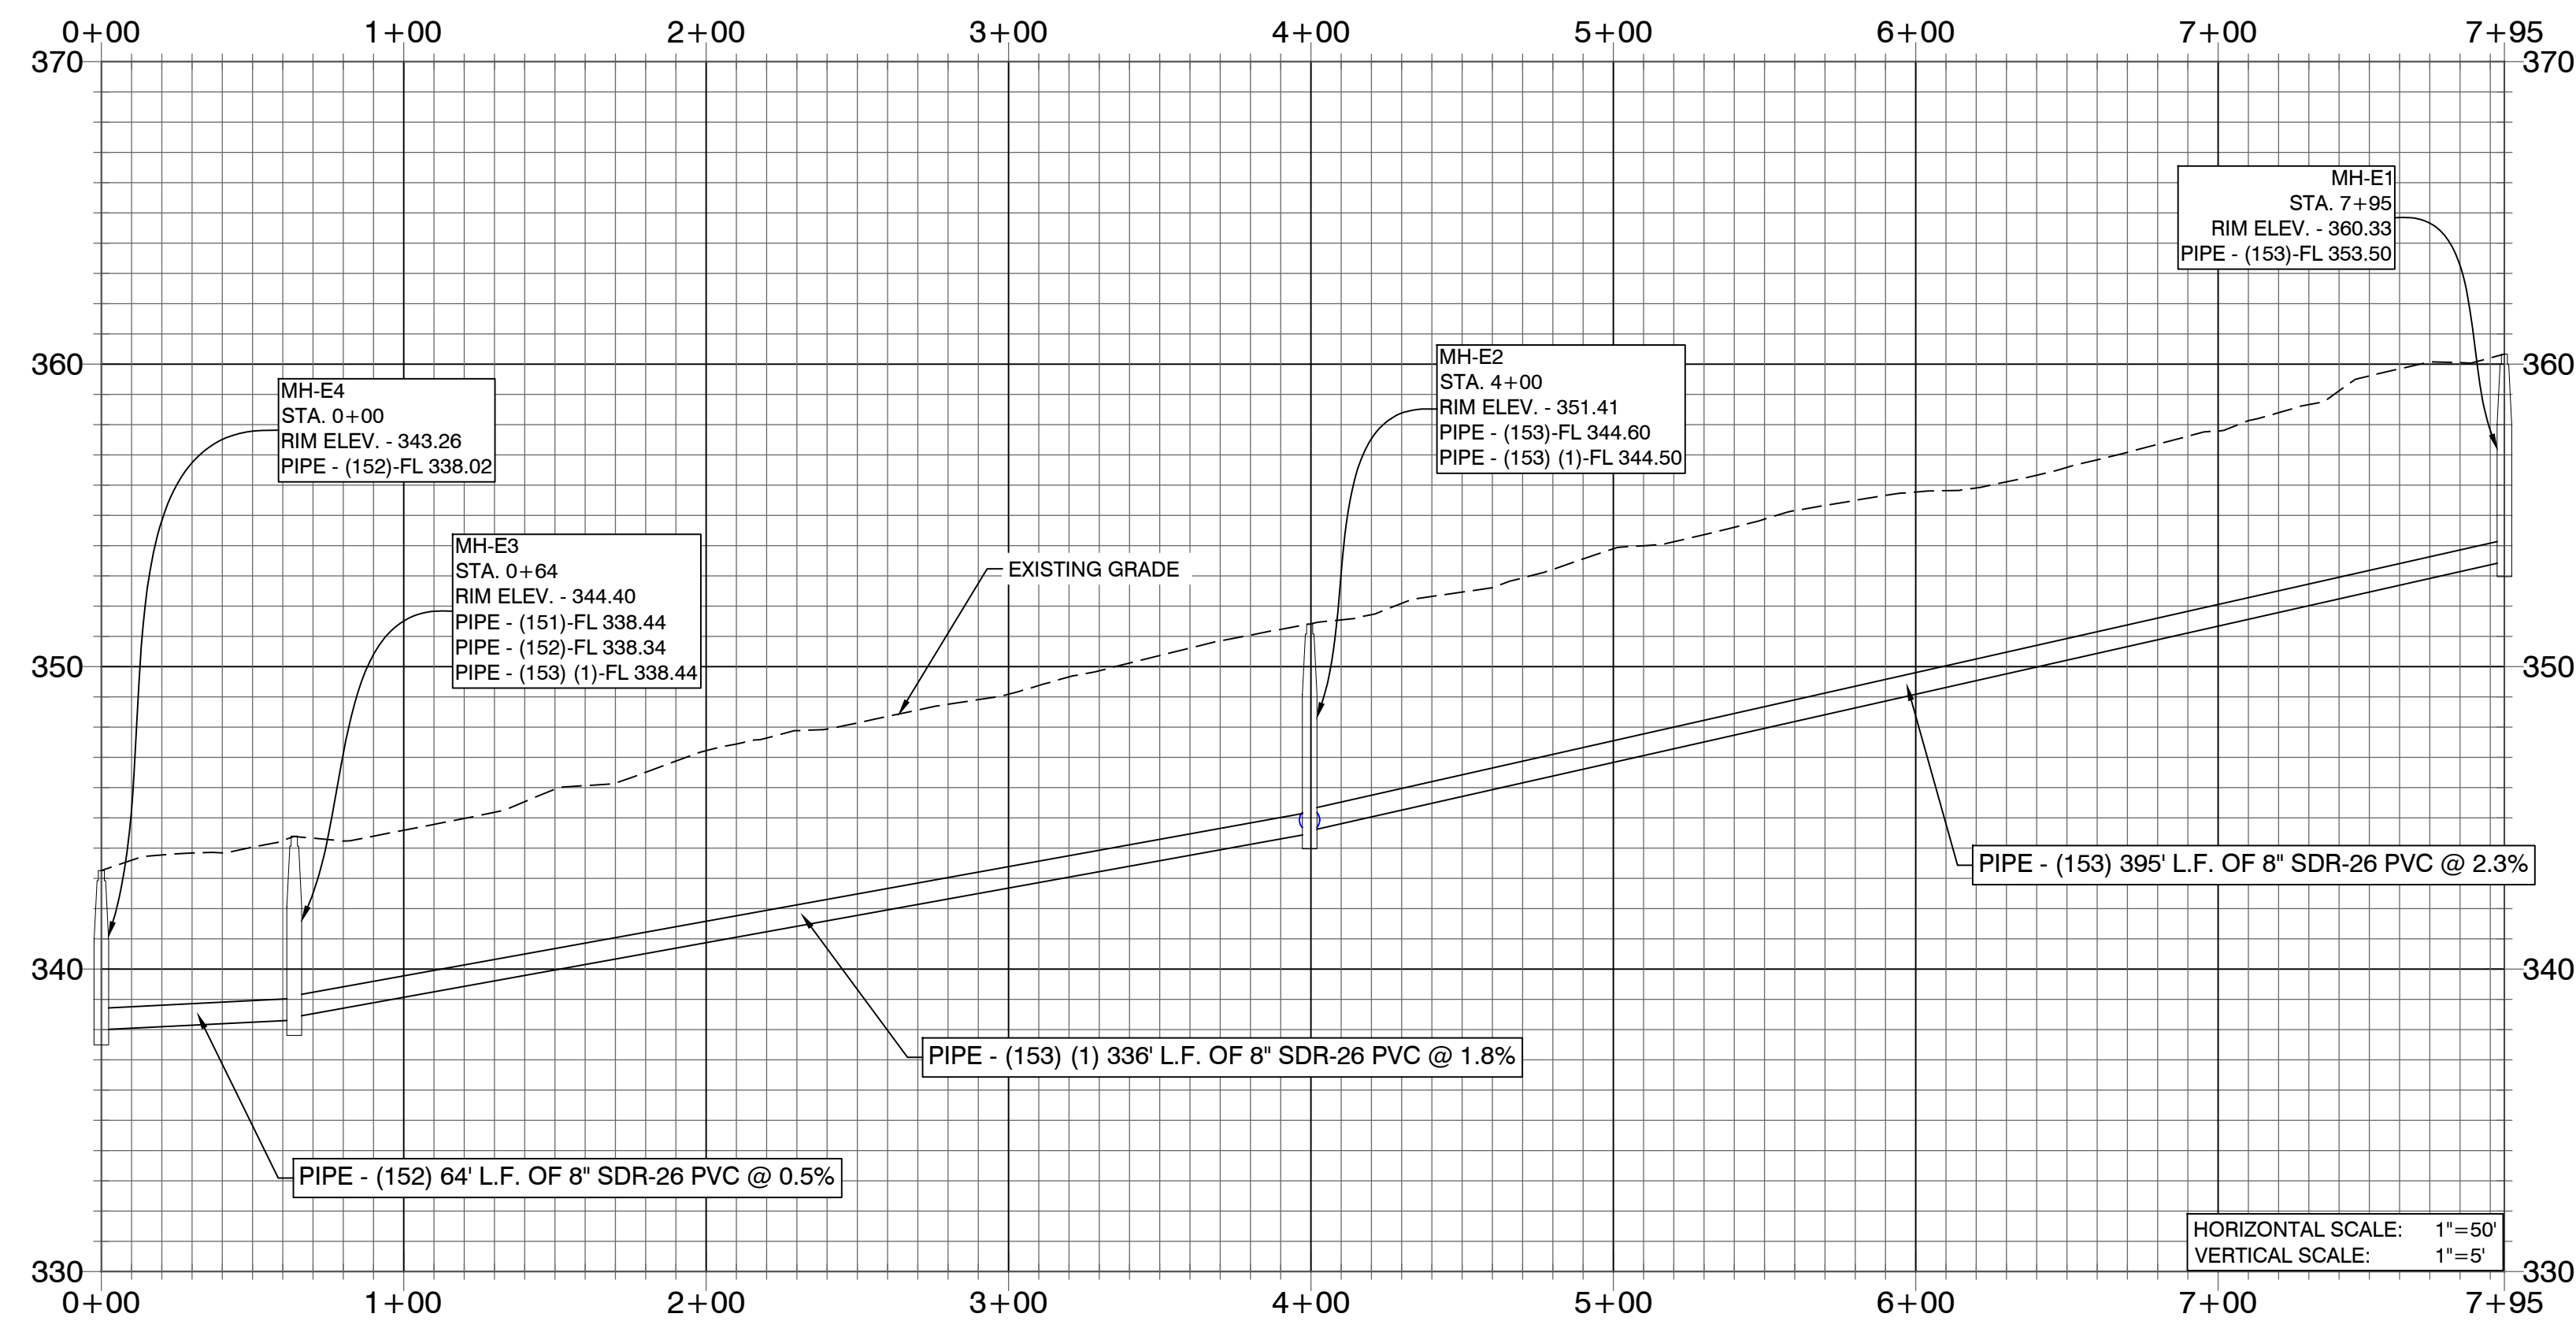 0+00 1+00 2+00 3+00 4+00 5+00 6+00 7+00 7+95
370 370
MH-E1
STA. 7+95
RIM ELEV. - 360.33
PIPE - (153)-FL 353.50
360 360
MH-E2
STA. 4+00
RIM ELEV. - 351.41
PIPE - (153)-FL 344.60
PIPE - (153) (1)-FL 344.50
MH-E4
STA. 0+00
RIM ELEV. - 343.26
PIPE - (152)-FL 338.02
MH-E3
STA. 0+64
RIM ELEV. - 344.40
PIPE - (151)-FL 338.44
PIPE - (152)-FL 338.34
PIPE - (153) (1)-FL 338.44
EXISTING GRADE
350 350
PIPE - (153) 395' L.F. OF 8" SDR-26 PVC @ 2.3%
340 340
PIPE - (153) (1) 336' L.F. OF 8" SDR-26 PVC @ 1.8%
PIPE - (152) 64' L.F. OF 8" SDR-26 PVC @ 0.5%
HORIZONTAL SCALE: 1"=50'
VERTICAL SCALE: 1"=5'
330 330
0+00 1+00 2+00 3+00 4+00 5+00 6+00 7+00 7+95